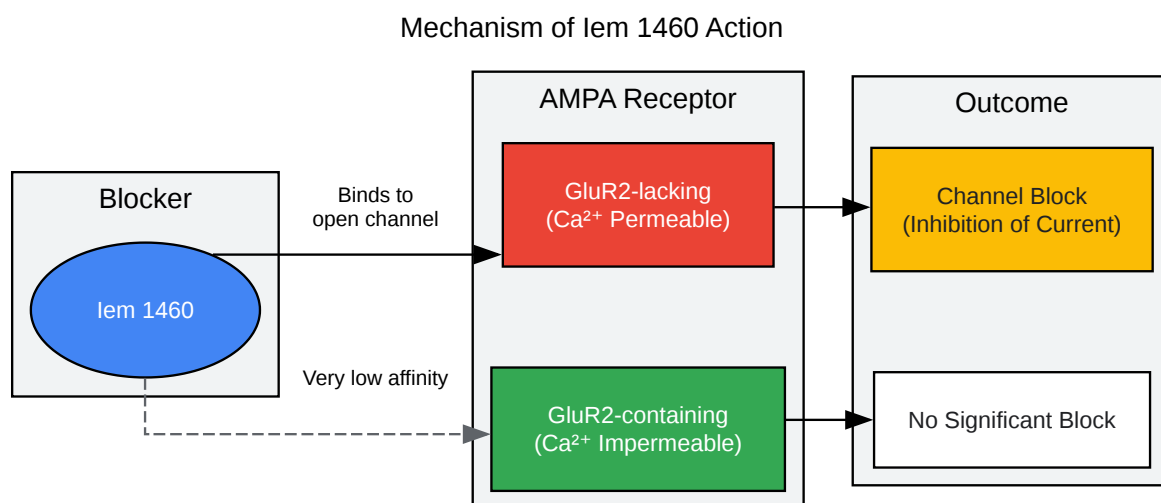 Mechanism of Iem 1460 Action
Blocker
Iem 1460
Binds to
open channel
Very low affinity
AMPA Receptor
GluR2-lacking
(Ca²⁺ Permeable)
GluR2-containing
(Ca²⁺ Impermeable)
Outcome
Channel Block
(Inhibition of Current)
No Significant Block